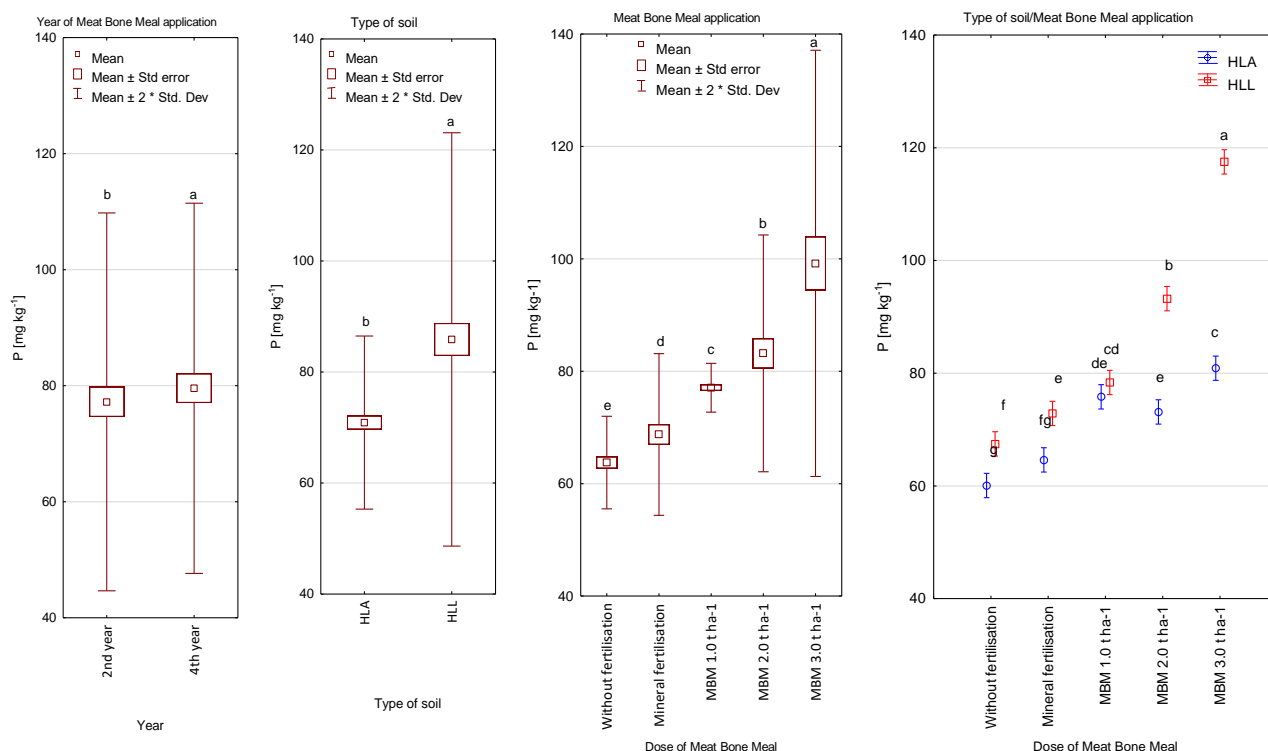 Year of Meat Bone Meal application
140
120
100
80
60
40
P [mg kg⁻¹]
Mean
Mean ± Std error
Mean ± 2 * Std. Dev
b
a
2nd year
4th year
Year
Type of soil
140
120
100
80
60
40
P [mg kg⁻¹]
Mean
Mean ± Std error
Mean ± 2 * Std. Dev
b
a
HLA
HLL
Type of soil
Meat Bone Meal application
140
120
100
80
60
40
P [mg kg-1]
Mean
Mean ± Std error
Mean ± 2 * Std. Dev
e
d
c
b
a
Without fertilisation
Mineral fertilisation
MBM 1.0 t ha-1
MBM 2.0 t ha-1
MBM 3.0 t ha-1
Dose of Meat Bone Meal
Type of soil/Meat Bone Meal application
140
120
100
80
60
40
P [mg kg⁻¹]
HLA
HLL
g
f
fg
e
de
cd
e
b
c
a
Without fertilisation
Mineral fertilisation
MBM 1.0 t ha-1
MBM 2.0 t ha-1
MBM 3.0 t ha-1
Dose of Meat Bone Meal